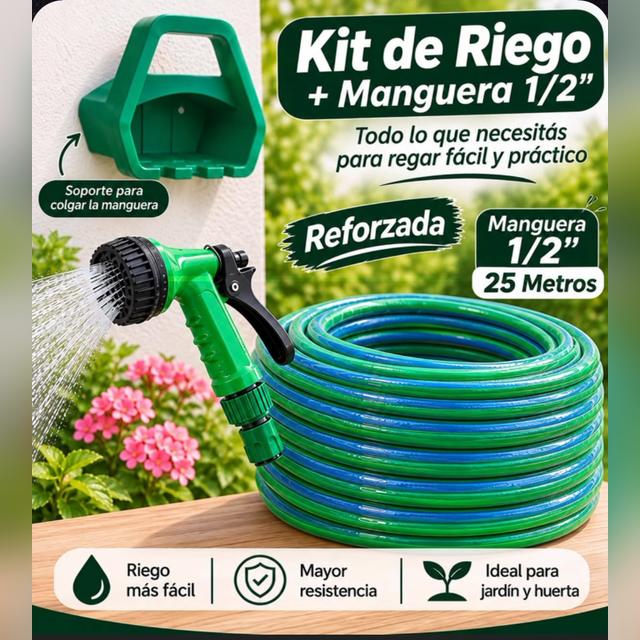 Kit de Riego
+ Manguera 1/2”
Todo lo que necesitás
para regar fácil y práctico
Soporte para
colgar la manguera
Reforzada
Manguera
1/2”
25 Metros
Riego
más fácil
Mayor
resistencia
Ideal para
jardín y huerta